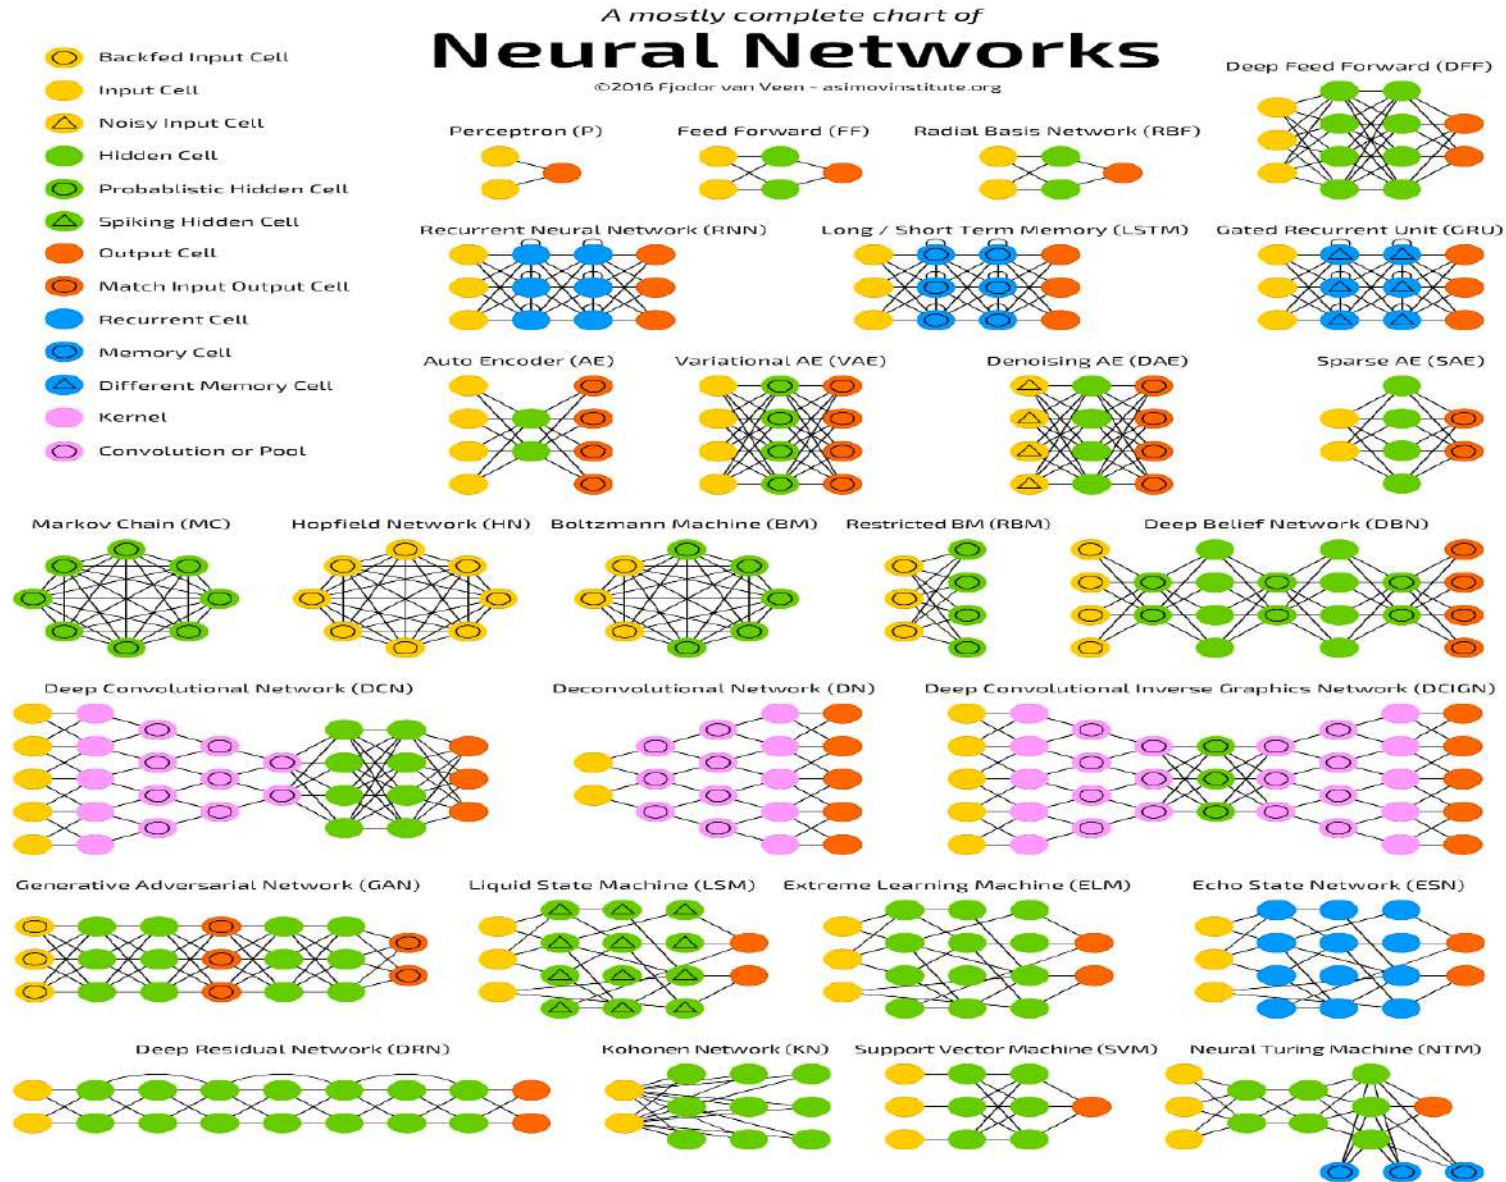 A mostly complete chart of
Neural Networks
©2016 Fjodor van Veen - asimovinstitute.org
Backfed Input Cell
Input Cell
Noisy Input Cell
Hidden Cell
Probablistic Hidden Cell
Spiking Hidden Cell
Output Cell
Match Input Output Cell
Recurrent Cell
Memory Cell
Different Memory Cell
Kernel
Convolution or Pool
Deep Feed Forward (DFF)
Perceptron (P)
Feed Forward (FF)
Radial Basis Network (RBF)
Recurrent Neural Network (RNN)
Long / Short Term Memory (LSTM)
Gated Recurrent Unit (GRU)
Auto Encoder (AE)
Variational AE (VAE)
Denoising AE (DAE)
Sparse AE (SAE)
Markov Chain (MC)
Hopfield Network (HN)
Boltzmann Machine (BM)
Restricted BM (RBM)
Deep Belief Network (DBN)
Deep Convolutional Network (DCN)
Deconvolutional Network (DN)
Deep Convolutional Inverse Graphics Network (DCIGN)
Generative Adversarial Network (GAN)
Liquid State Machine (LSM)
Extreme Learning Machine (ELM)
Echo State Network (ESN)
Deep Residual Network (DRN)
Kohonen Network (KN)
Support Vector Machine (SVM)
Neural Turing Machine (NTM)